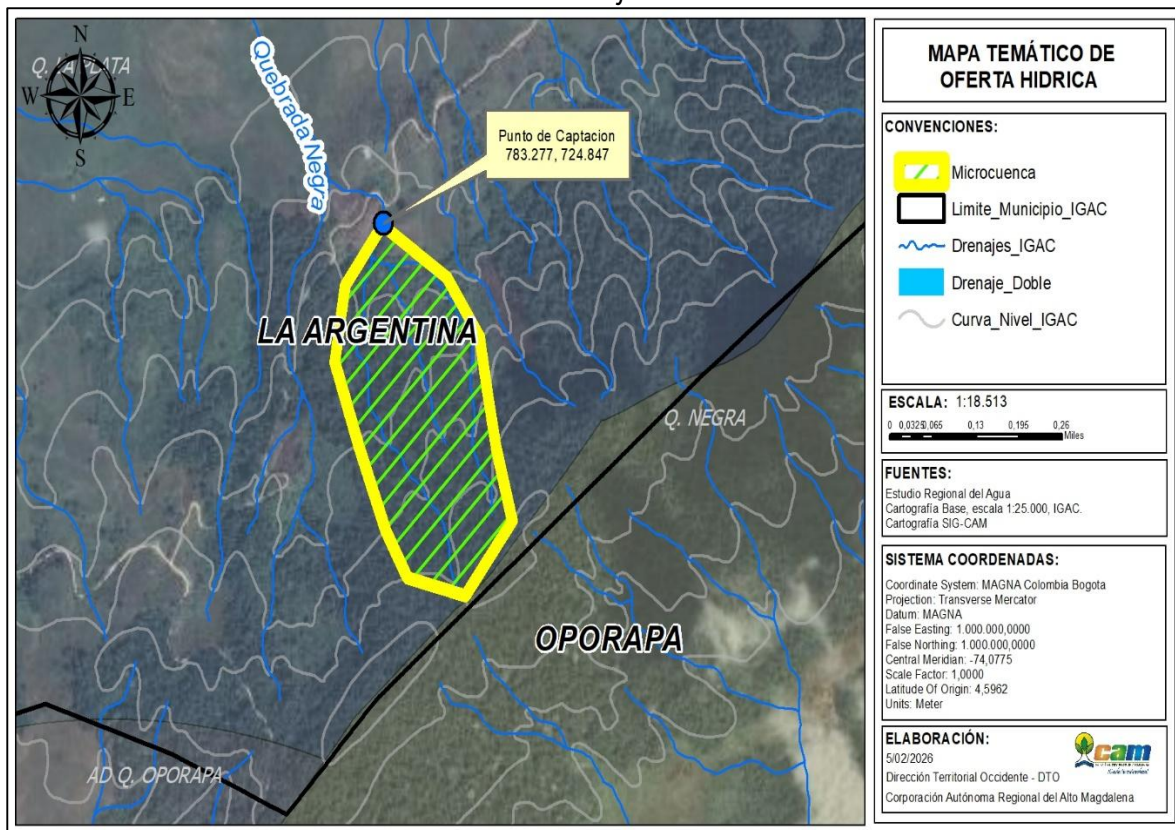 N
W E
S
Q. LA PLATA
Quebrada Negra
Punto de Captacion
783.277, 724.847
LA ARGENTINA
Q. NEGRA
OPORAPA
AD Q. OPORAPA
MAPA TEMÁTICO DE
OFERTA HIDRICA
CONVENCIONES:
Microcuenca
Limite_Municipio_IGAC
Drenajes_IGAC
Drenaje_Doble
Curva_Nivel_IGAC
ESCALA: 1:18.513
0 0,0325 0,065 0,13 0,195 0,26
Miles
FUENTES:
Estudio Regional del Agua
Cartografía Base, escala 1:25.000, IGAC.
Cartografía SIG-CAM
SISTEMA COORDENADAS:
Coordinate System: MAGNA Colombia Bogota
Projection: Transverse Mercator
Datum: MAGNA
False Easting: 1.000.000,0000
False Northing: 1.000.000,0000
Central Meridian: -74,0775
Scale Factor: 1,0000
Latitude Of Origin: 4,5962
Units: Meter
ELABORACIÓN:
5/02/2026
Dirección Territorial Occidente - DTO
Corporación Autónoma Regional del Alto Magdalena
cam